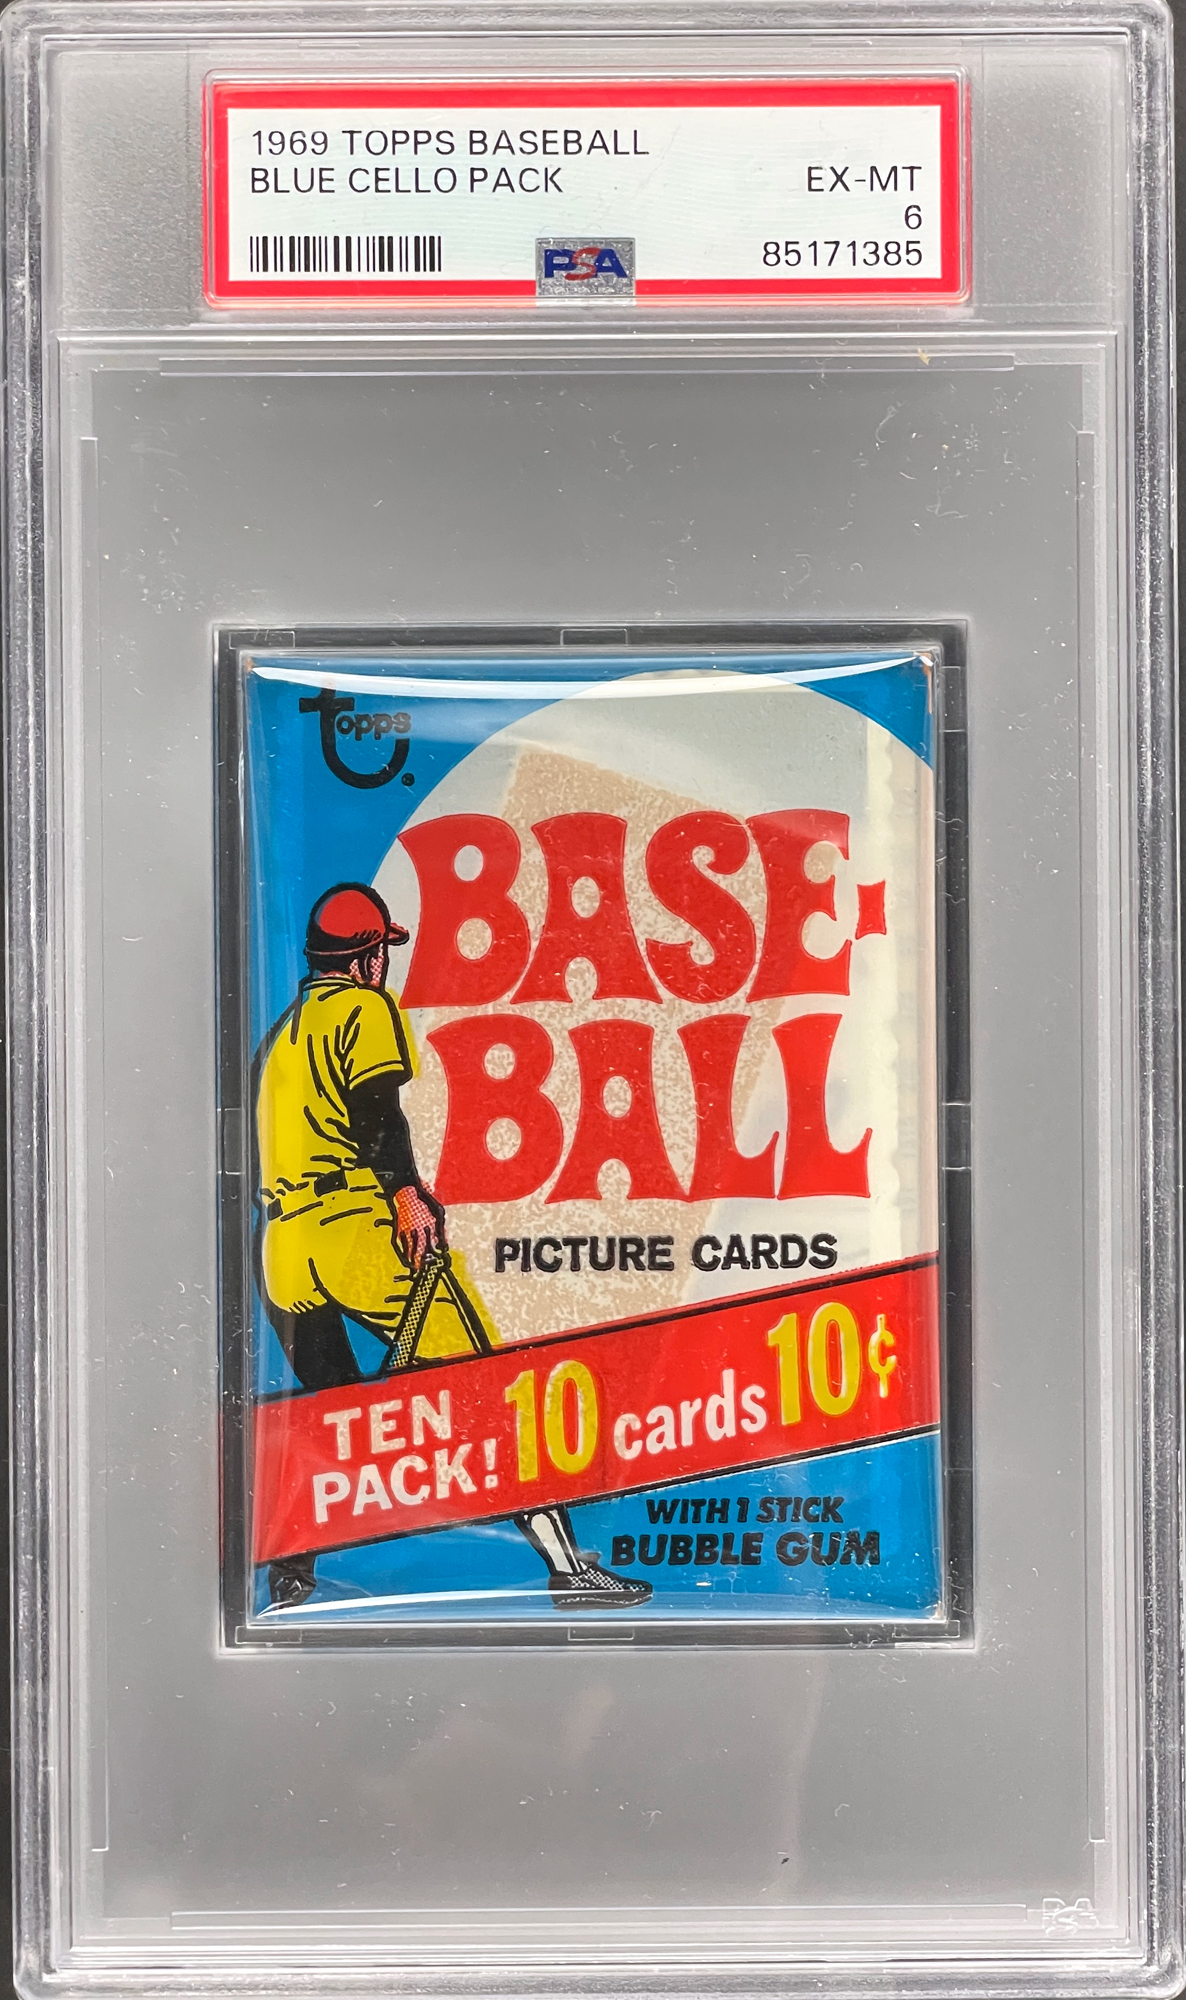 1969 TOPPS BASEBALL
BLUE CELLO PACK
EX-MT
6
85171385
PSA
Topps
BASE-
BALL
PICTURE CARDS
TEN
PACK! 10 cards 10¢
WITH 1 STICK
BUBBLE GUM
PSA